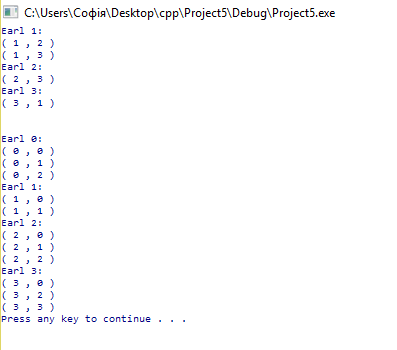 C:\Users\Софія\Desktop\cpp\Project5\Debug\Project5.exe
Earl 1:
( 1 , 2 )
( 1 , 3 )
Earl 2:
( 2 , 3 )
Earl 3:
( 3 , 1 )
Earl 0:
( 0 , 0 )
( 0 , 1 )
( 0 , 2 )
Earl 1:
( 1 , 0 )
( 1 , 1 )
Earl 2:
( 2 , 0 )
( 2 , 1 )
( 2 , 2 )
Earl 3:
( 3 , 0 )
( 3 , 2 )
( 3 , 3 )
Press any key to continue . . .